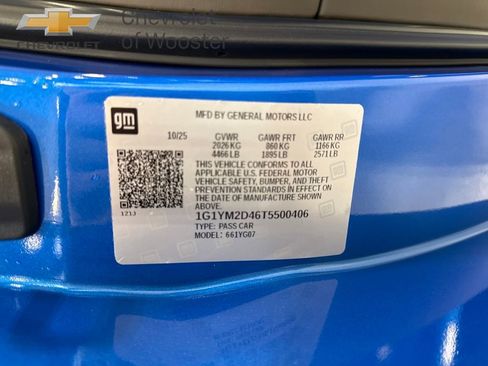 Chevrolet
of Wooster
CHEVROLET
gm
MFD BY GENERAL MOTORS LLC
10/25 GVWR GAWR FRT GAWR RR
2026 KG 860 KG 1166 KG
4466 LB 1895 LB 2571 LB
THIS VEHICLE CONFORMS TO ALL
APPLICABLE U.S. FEDERAL MOTOR
VEHICLE SAFETY, BUMPER, AND THEFT
PREVENTION STANDARDS IN EFFECT ON
THE DATE OF MANUFACTURE SHOWN
ABOVE.
1G1YM2D46T5500406
TYPE: PASS CAR
MODEL: 661YG07
1Z1J